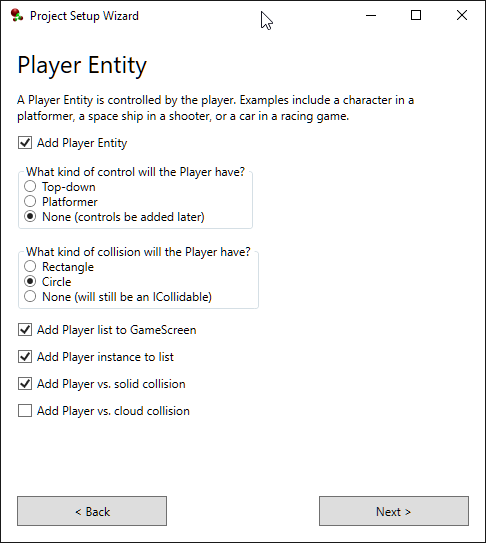 Project Setup Wizard
Player Entity
A Player Entity is controlled by the player. Examples include a character in a
platformer, a space ship in a shooter, or a car in a racing game.
Add Player Entity
What kind of control will the Player have?
Top-down
Platformer
None (controls be added later)
What kind of collision will the Player have?
Rectangle
Circle
None (will still be an ICollidable)
Add Player list to GameScreen
Add Player instance to list
Add Player vs. solid collision
Add Player vs. cloud collision
< Back
Next >